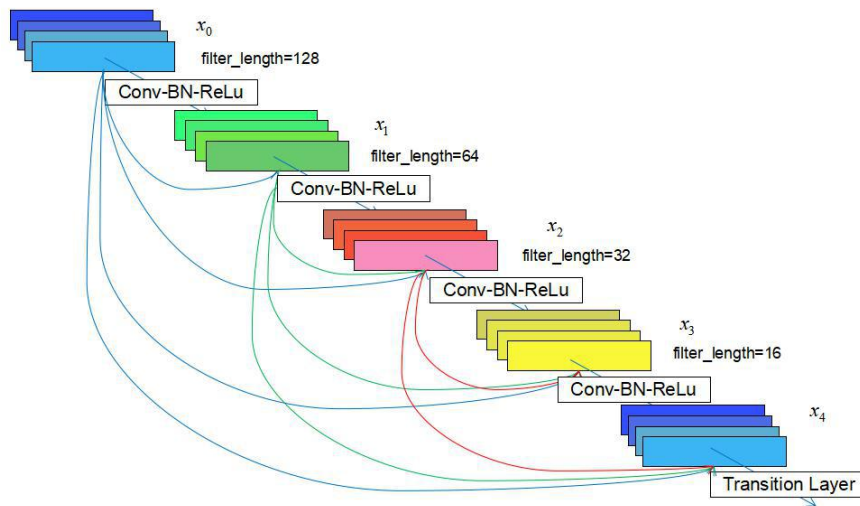 x0
filter_length=128
Conv-BN-ReLu
x1
filter_length=64
Conv-BN-ReLu
x2
filter_length=32
Conv-BN-ReLu
x3
filter_length=16
Conv-BN-ReLu
x4
Transition Layer